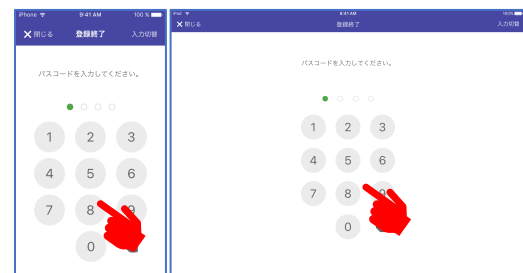 iPhone 9:41 AM 100 %
閉じる 登録終了 入力切替
パスコードを入力してください。
1 2 3
4 5 6
7 8 9
0
iPad 9:41 AM 100%
閉じる 登録終了 入力切替
パスコードを入力してください。
1 2 3
4 5 6
7 8 9
0